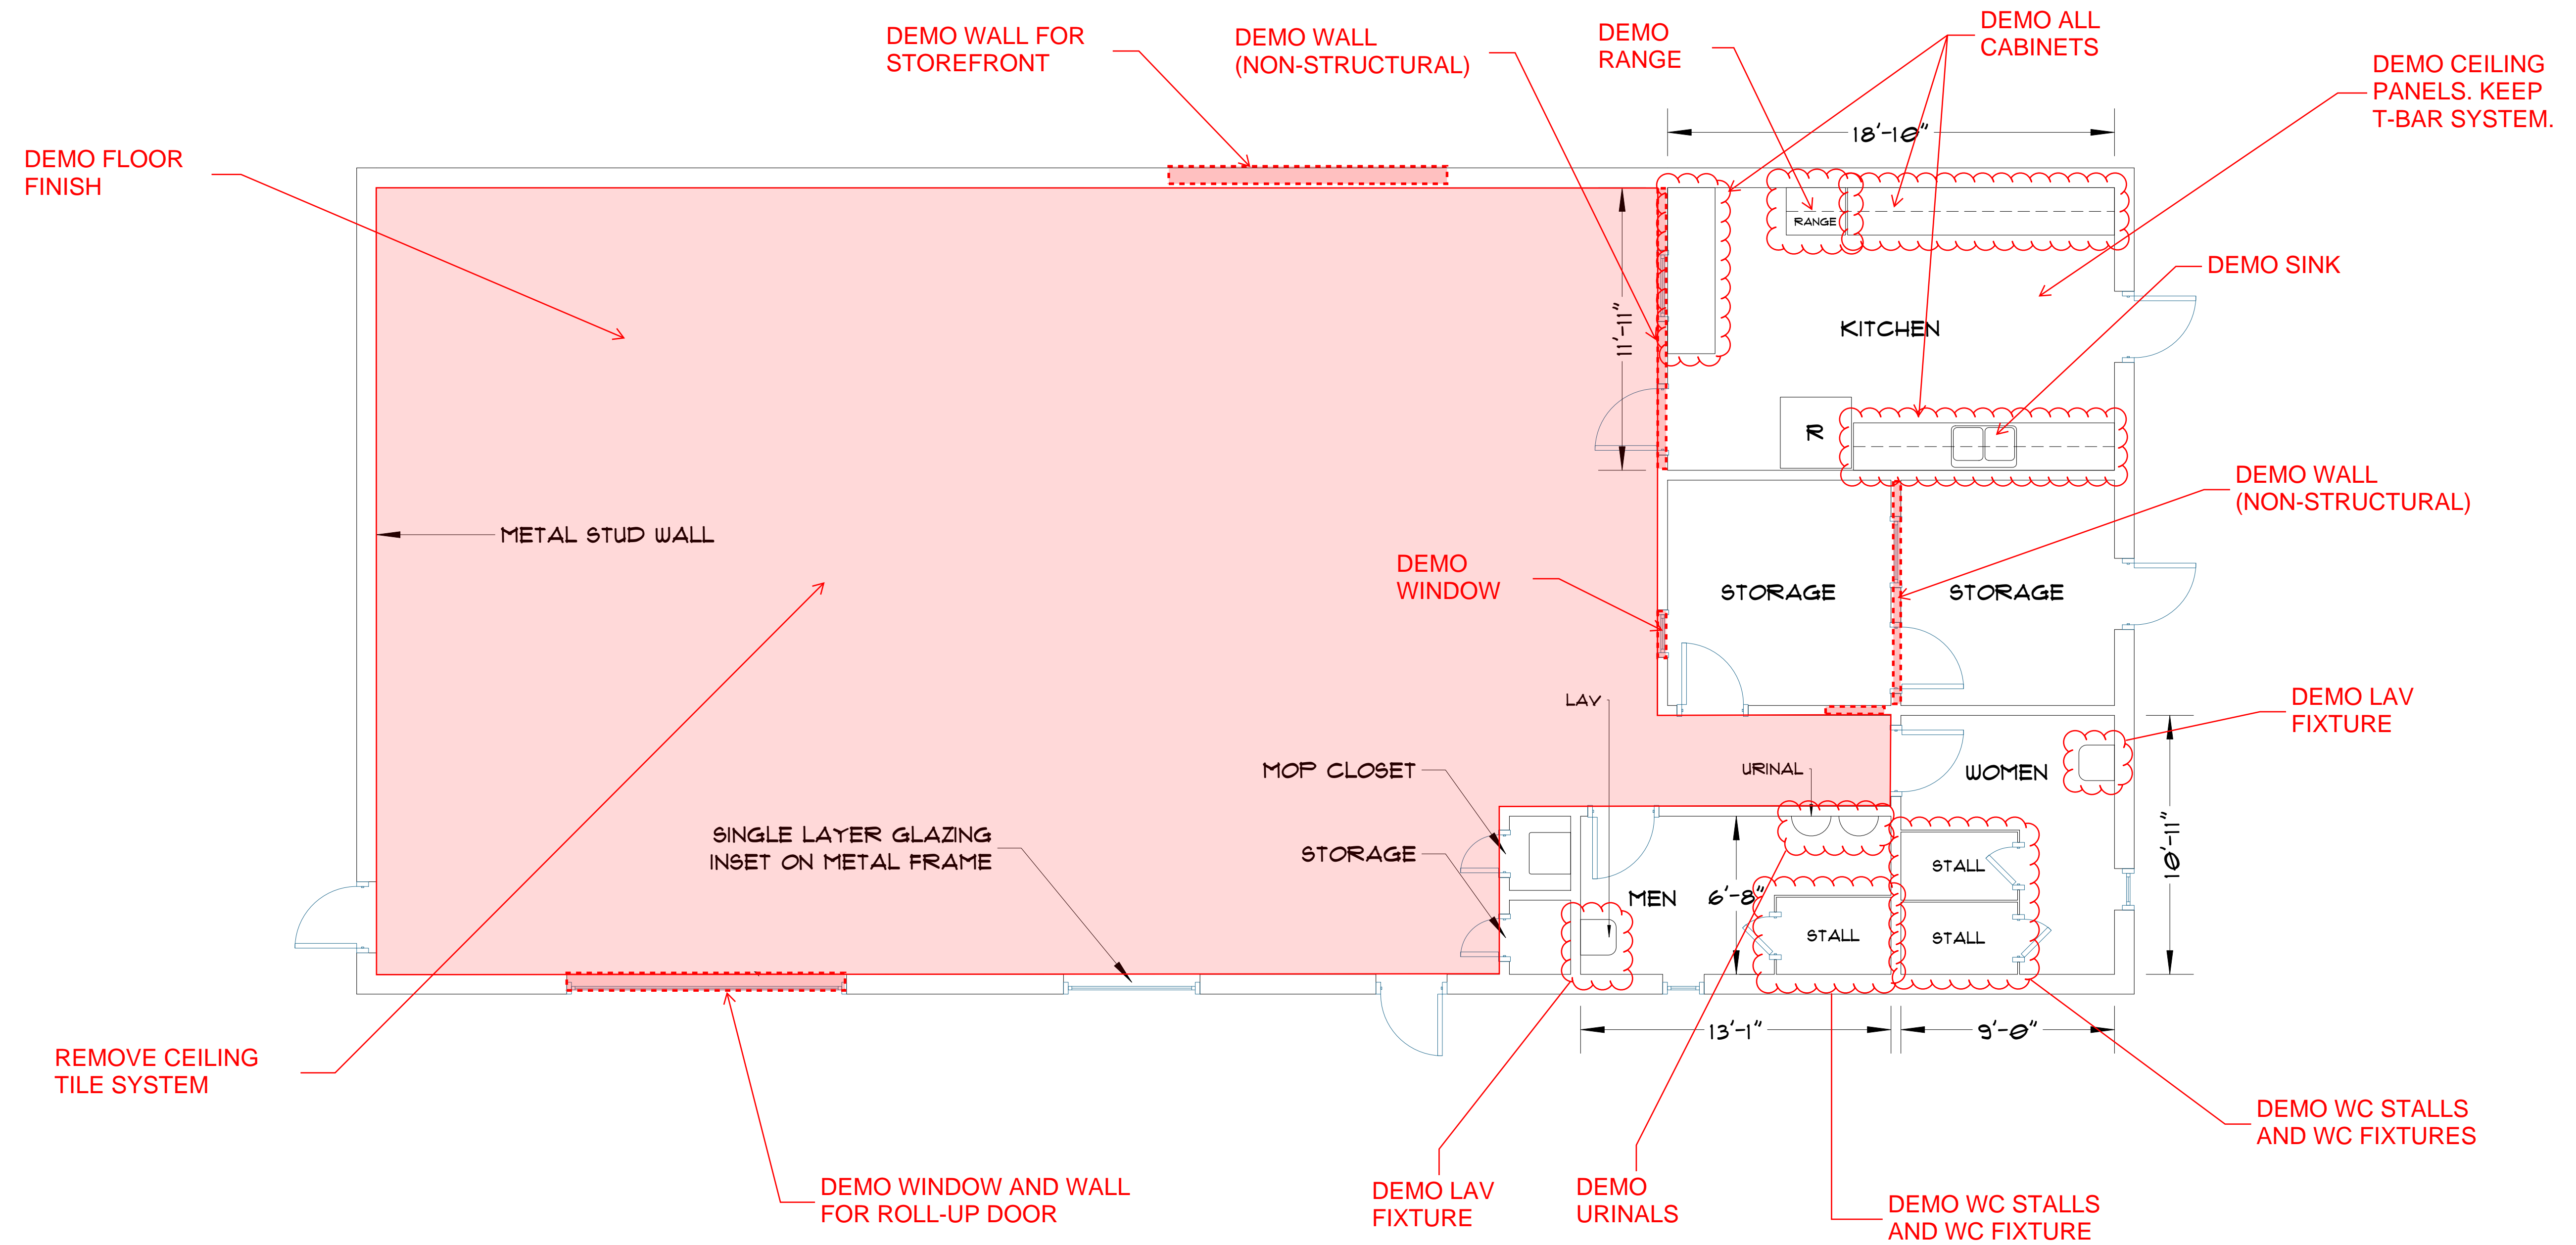 DEMO WALL FOR
STOREFRONT
DEMO WALL
(NON-STRUCTURAL)
DEMO
RANGE
DEMO ALL
CABINETS
DEMO CEILING
PANELS. KEEP
T-BAR SYSTEM.
18'-10"
DEMO FLOOR
FINISH
RANGE
DEMO SINK
11'-11"
KITCHEN
R
DEMO WALL
(NON-STRUCTURAL)
METAL STUD WALL
DEMO
WINDOW
STORAGE
STORAGE
LAV
DEMO LAV
FIXTURE
MOP CLOSET
URINAL
WOMEN
SINGLE LAYER GLAZING
INSET ON METAL FRAME
STORAGE
10'-11"
STALL
MEN
6'-8"
STALL
STALL
13'-1"
9'-0"
REMOVE CEILING
TILE SYSTEM
DEMO WC STALLS
AND WC FIXTURES
DEMO WINDOW AND WALL
FOR ROLL-UP DOOR
DEMO LAV
FIXTURE
DEMO
URINALS
DEMO WC STALLS
AND WC FIXTURE